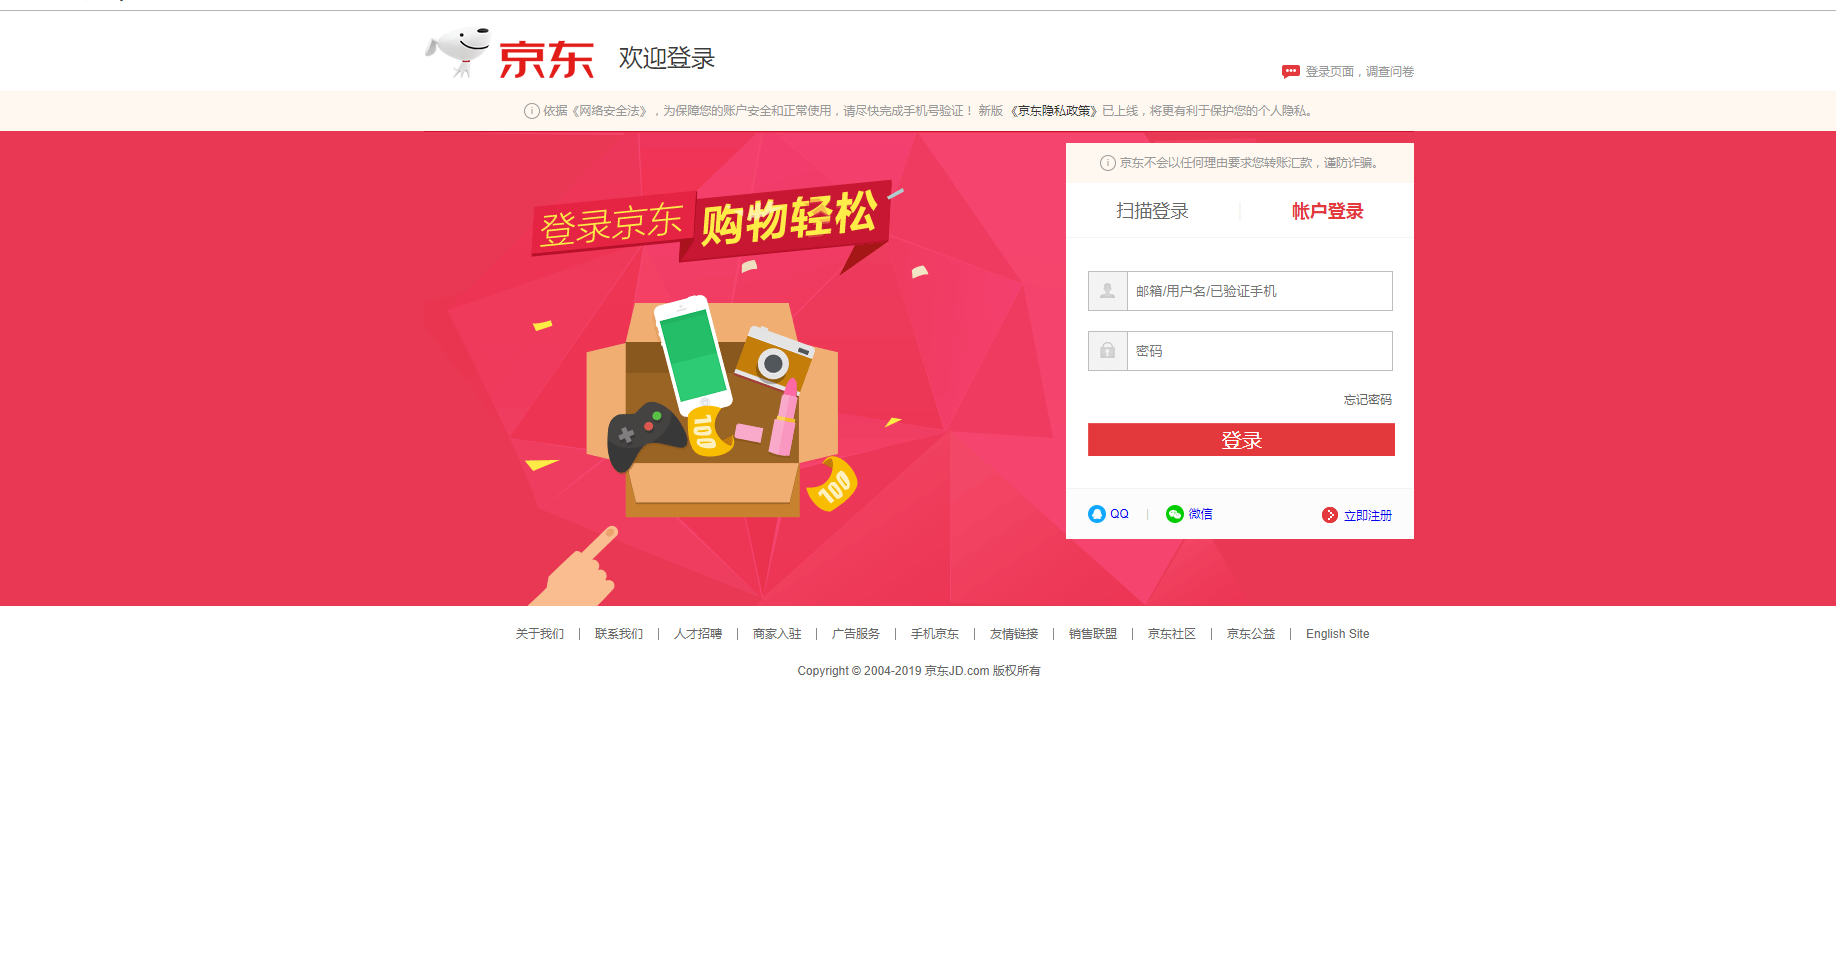 京东
欢迎登录
登录页面，调查问卷
依据《网络安全法》，为保障您的账户安全和正常使用，请尽快完成手机号验证！ 新版 《京东隐私政策》已上线，将更有利于保护您的个人隐私。
登录京东 购物轻松
100
100
京东不会以任何理由要求您转账汇款，谨防诈骗。
扫描登录
帐户登录
邮箱/用户名/已验证手机
密码
忘记密码
登录
QQ | 微信
立即注册
关于我们 | 联系我们 | 人才招聘 | 商家入驻 | 广告服务 | 手机京东 | 友情链接 | 销售联盟 | 京东社区 | 京东公益 | English Site
Copyright © 2004-2019 京东JD.com 版权所有